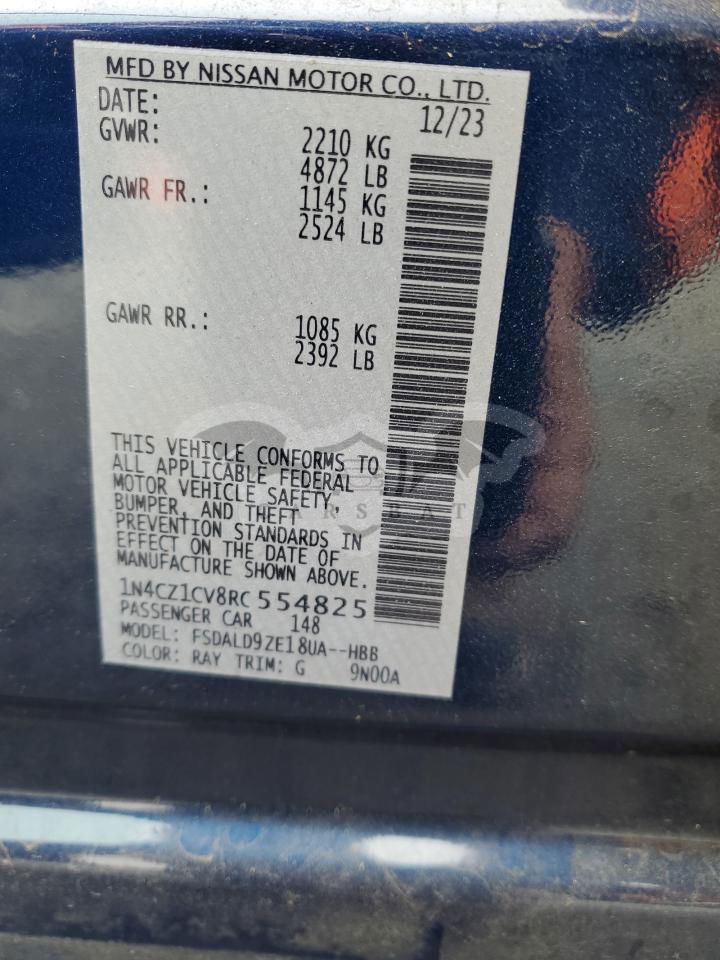 MFD BY NISSAN MOTOR CO., LTD.
DATE: 12/23
GVWR: 2210 KG
4872 LB
GAWR FR.: 1145 KG
2524 LB
GAWR RR.: 1085 KG
2392 LB
THIS VEHICLE CONFORMS TO
ALL APPLICABLE FEDERAL
MOTOR VEHICLE SAFETY,
BUMPER, AND THEFT
PREVENTION STANDARDS IN
EFFECT ON THE DATE OF
MANUFACTURE SHOWN ABOVE.
1N4CZ1CV8RC554825
PASSENGER CAR 148
MODEL: FSDALD9ZE18UA--HBB
COLOR: RAY TRIM: G 9N00A